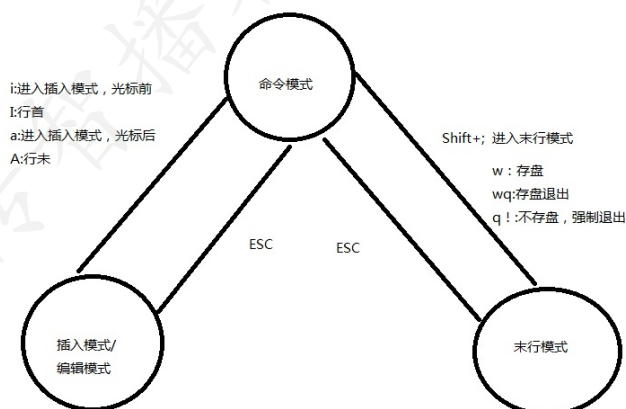 命令模式
i:进入插入模式，光标前
I:行首
a:进入插入模式，光标后
A:行未
Shift+; 进入末行模式
w：存盘
wq:存盘退出
q！:不存盘，强制退出
ESC
ESC
插入模式/
编辑模式
末行模式